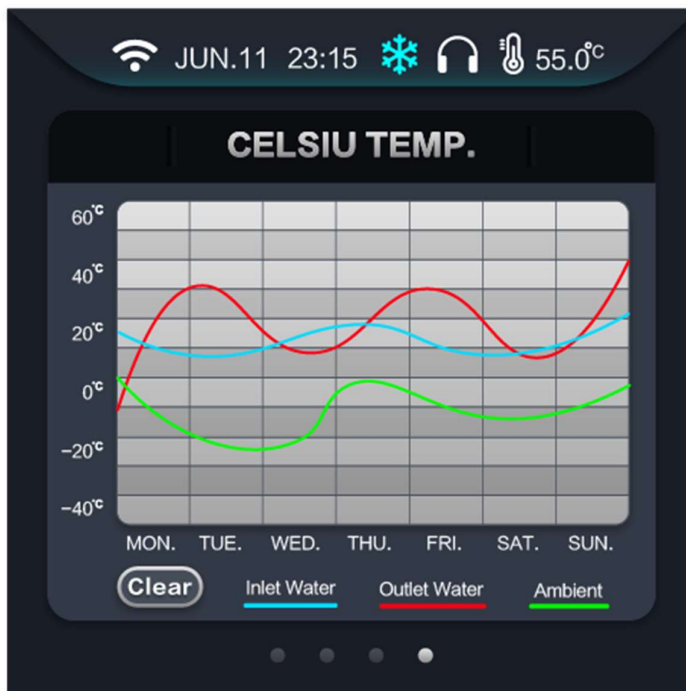 JUN.11 23:15 55.0°C
CELSIU TEMP.
60°C
40°C
20°C
0°C
−20°C
−40°C
MON. TUE. WED. THU. FRI. SAT. SUN.
Clear Inlet Water Outlet Water Ambient